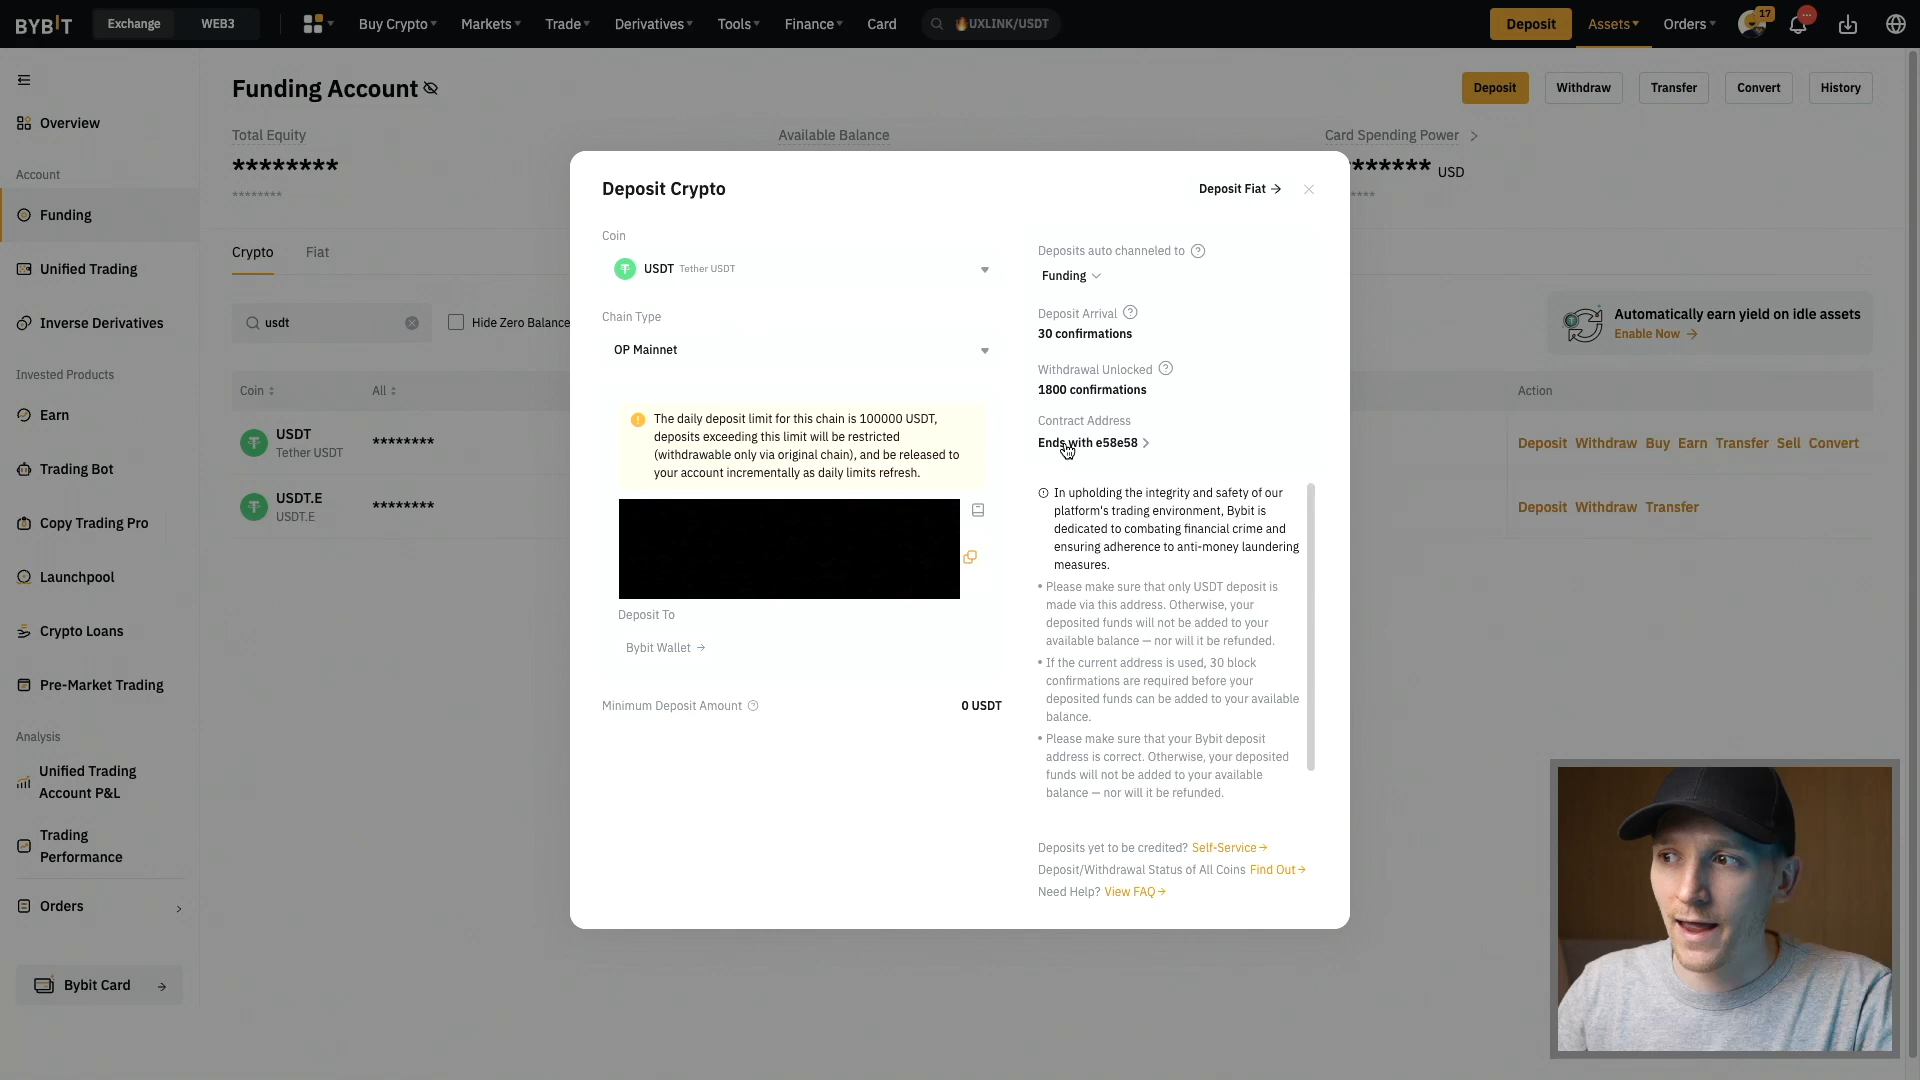 BYBIT
Exchange
WEB3
Buy Crypto
Markets
Trade
Derivatives
Tools
Finance
Card
UXLINK/USDT
Deposit
Assets
Orders
17
Overview
Account
Funding
Unified Trading
Inverse Derivatives
Invested Products
Earn
Trading Bot
Copy Trading Pro
Launchpool
Crypto Loans
Pre-Market Trading
Analysis
Unified Trading
Account P&L
Trading
Performance
Orders
Bybit Card
Funding Account
Deposit
Withdraw
Transfer
Convert
History
Total Equity
Available Balance
Card Spending Power
********
******** USD
********
****
Crypto
Fiat
usdt
Hide Zero Balance
Automatically earn yield on idle assets
Enable Now →
Coin
All
Action
USDT
Tether USDT
********
Deposit Withdraw Buy Earn Transfer Sell Convert
USDT.E
USDT.E
********
Deposit Withdraw Transfer
Deposit Crypto
Deposit Fiat →
Coin
USDT Tether USDT
Chain Type
OP Mainnet
The daily deposit limit for this chain is 100000 USDT,
deposits exceeding this limit will be restricted
(withdrawable only via original chain), and be released to
your account incrementally as daily limits refresh.
Deposit To
Bybit Wallet →
Minimum Deposit Amount
0 USDT
Deposits auto channeled to
Funding
Deposit Arrival
30 confirmations
Withdrawal Unlocked
1800 confirmations
Contract Address
Ends with e58e58
In upholding the integrity and safety of our
platform's trading environment, Bybit is
dedicated to combating financial crime and
ensuring adherence to anti-money laundering
measures.
• Please make sure that only USDT deposit is
made via this address. Otherwise, your
deposited funds will not be added to your
available balance — nor will it be refunded.
• If the current address is used, 30 block
confirmations are required before your
deposited funds can be added to your available
balance.
• Please make sure that your Bybit deposit
address is correct. Otherwise, your deposited
funds will not be added to your available
balance — nor will it be refunded.
Deposits yet to be credited? Self-Service→
Deposit/Withdrawal Status of All Coins Find Out→
Need Help? View FAQ→